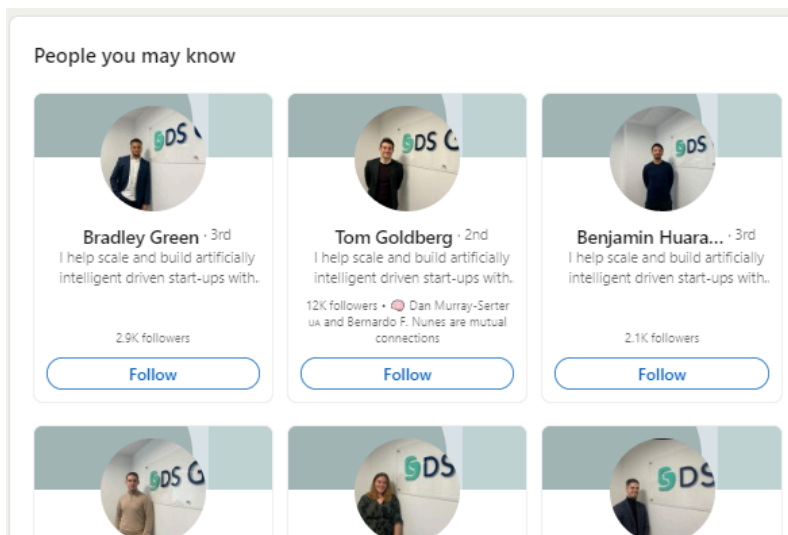 People you may know
DS
DS G
DS
Bradley Green · 3rd
Tom Goldberg · 2nd
Benjamin Huara... · 3rd
I help scale and build artificially
intelligent driven start-ups with..
I help scale and build artificially
intelligent driven start-ups with.
I help scale and build artificially
intelligent driven start-ups with..
2.9K followers
12K followers • 🧠 Dan Murray-Serter
UA and Bernardo F. Nunes are mutual
connections
2.1K followers
Follow
Follow
Follow
DS G
DS
DS